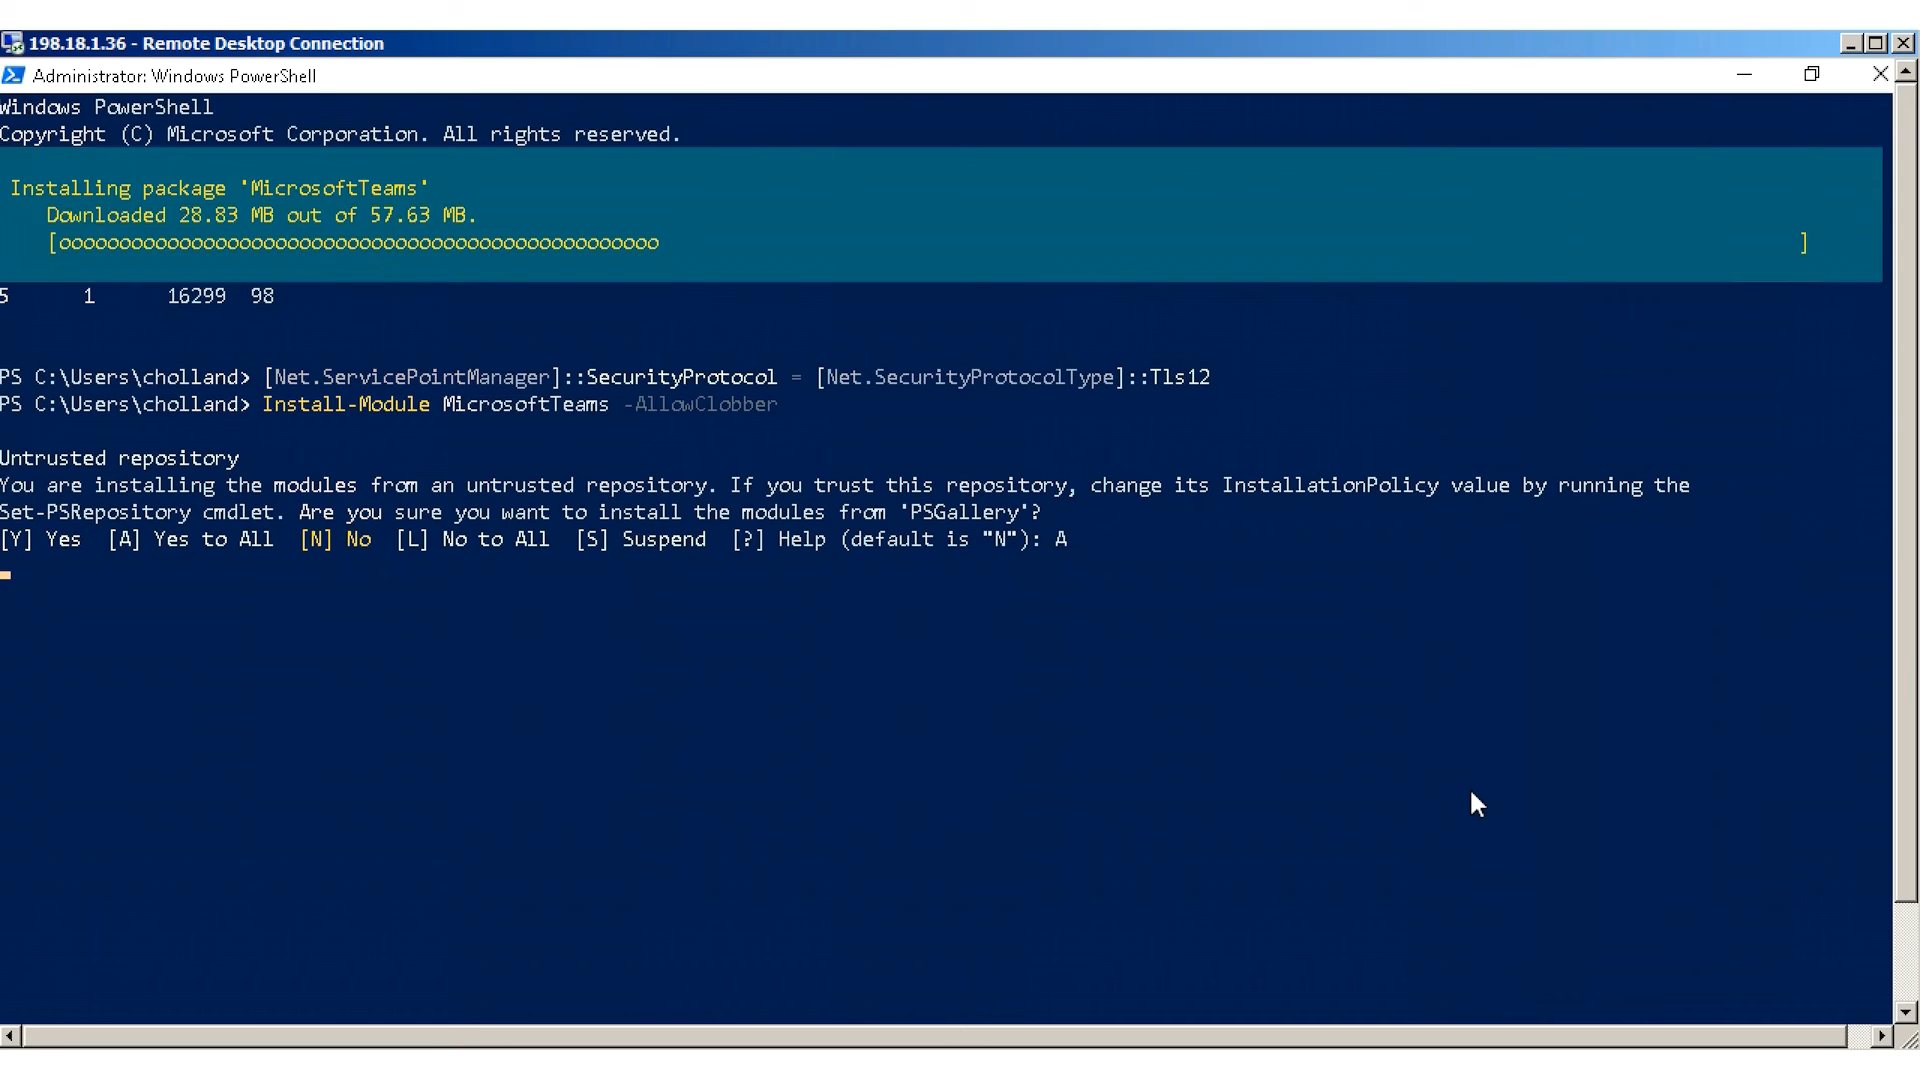 198.18.1.36 - Remote Desktop Connection
Administrator: Windows PowerShell
Windows PowerShell
Copyright (C) Microsoft Corporation. All rights reserved.
Installing package 'MicrosoftTeams'
Downloaded 28.83 MB out of 57.63 MB.
[oooooooooooooooooooooooooooooooooooooooooooooooooo ]
5 1 16299 98
PS C:\Users\cholland> [Net.ServicePointManager]::SecurityProtocol = [Net.SecurityProtocolType]::Tls12
PS C:\Users\cholland> Install-Module MicrosoftTeams -AllowClobber
Untrusted repository
You are installing the modules from an untrusted repository. If you trust this repository, change its InstallationPolicy value by running the
Set-PSRepository cmdlet. Are you sure you want to install the modules from 'PSGallery'?
[Y] Yes [A] Yes to All [N] No [L] No to All [S] Suspend [?] Help (default is "N"): A